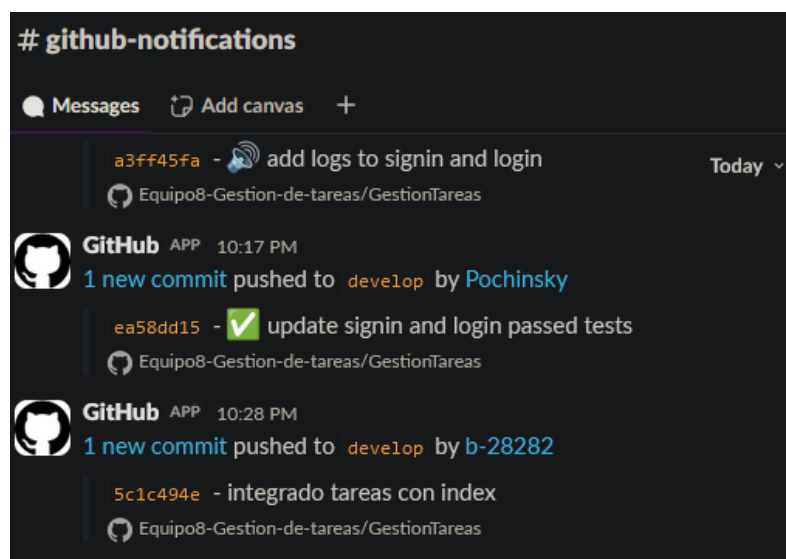 # github-notifications
Messages Add canvas +
a3ff45fa - 🔊 add logs to signin and login
Today
Equipo8-Gestion-de-tareas/GestionTareas
GitHub APP 10:17 PM
1 new commit pushed to develop by Pochinsky
ea58dd15 - ✅ update signin and login passed tests
Equipo8-Gestion-de-tareas/GestionTareas
GitHub APP 10:28 PM
1 new commit pushed to develop by b-28282
5c1c494e - integrado tareas con index
Equipo8-Gestion-de-tareas/GestionTareas